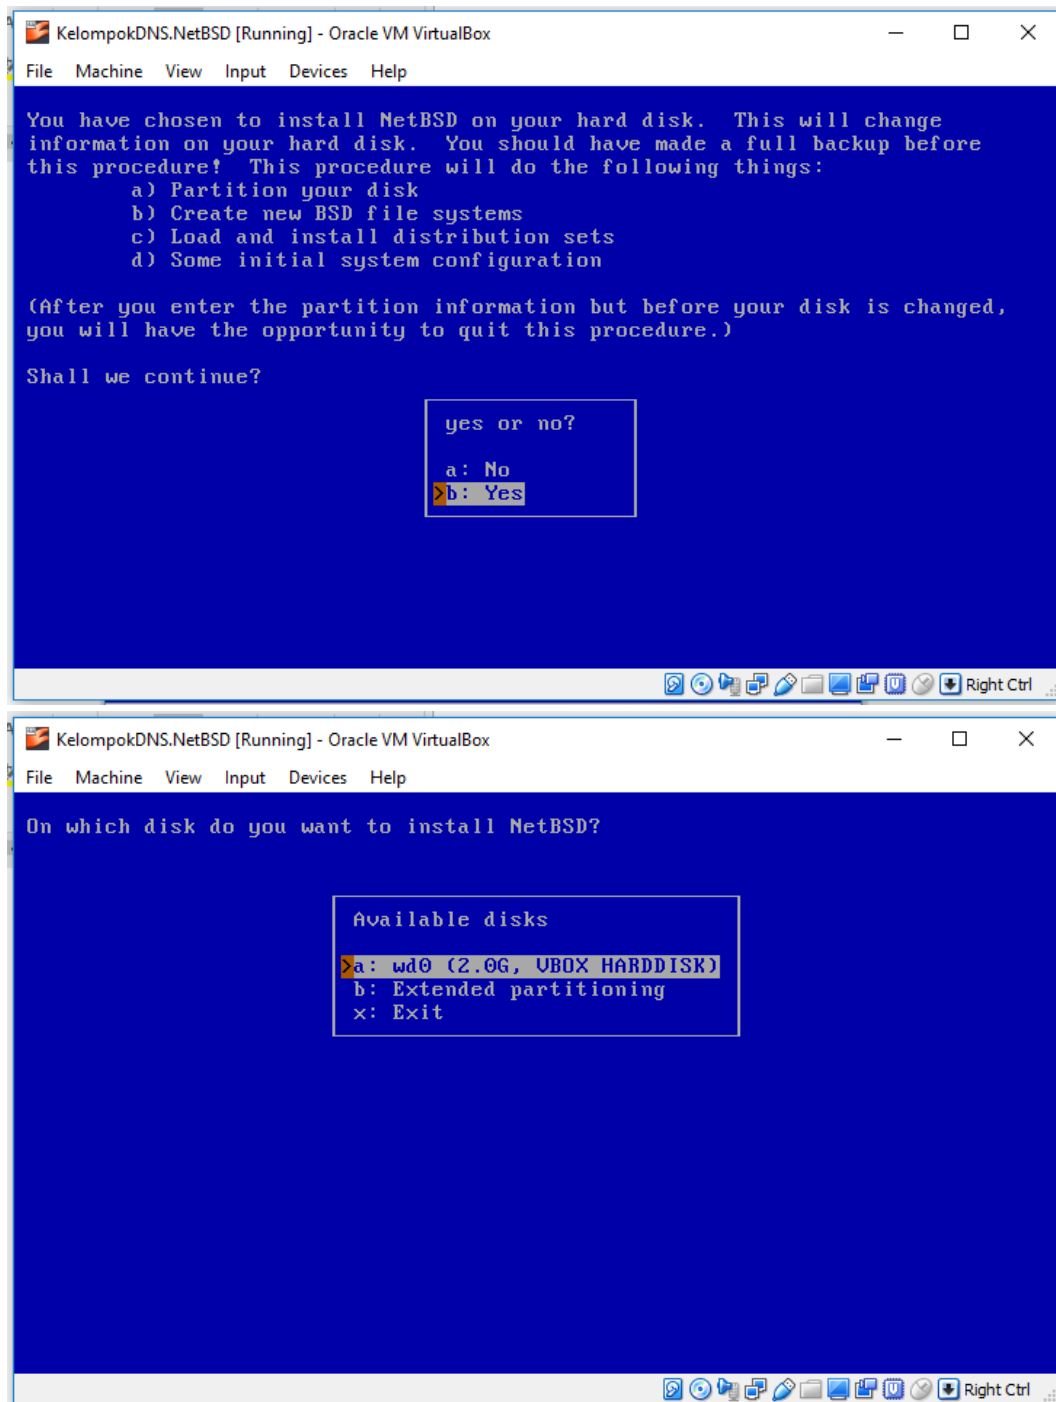 KelompokDNS.NetBSD [Running] - Oracle VM VirtualBox
File Machine View Input Devices Help
You have chosen to install NetBSD on your hard disk. This will change
information on your hard disk. You should have made a full backup before
this procedure! This procedure will do the following things:
a) Partition your disk
b) Create new BSD file systems
c) Load and install distribution sets
d) Some initial system configuration
(After you enter the partition information but before your disk is changed,
you will have the opportunity to quit this procedure.)
Shall we continue?
yes or no?
a: No
>b: Yes
Right Ctrl
KelompokDNS.NetBSD [Running] - Oracle VM VirtualBox
File Machine View Input Devices Help
On which disk do you want to install NetBSD?
Available disks
>a: wd0 (2.0G, VBOX HARDDISK)
b: Extended partitioning
x: Exit
Right Ctrl